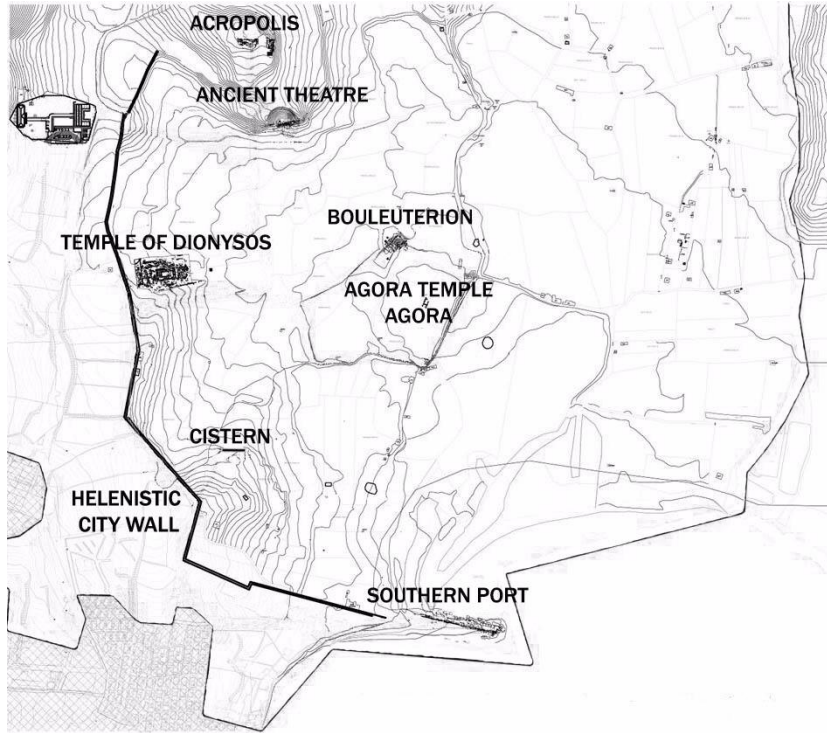 ACROPOLIS
ANCIENT THEATRE
BOULEUTERION
TEMPLE OF DIONYSOS
AGORA TEMPLE
AGORA
CISTERN
HELENISTIC
CITY WALL
SOUTHERN PORT